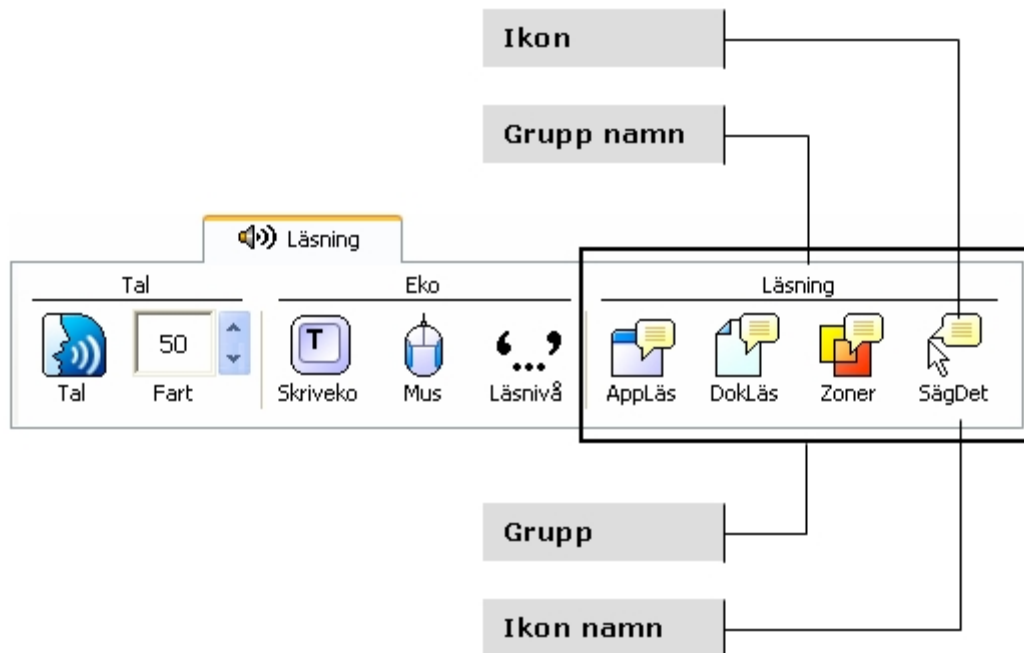 Ikon
Grupp namn
Läsning
Tal Eko Läsning
T
50
Tal Fart Skriveko Mus Läsnivå AppLäs DokLäs Zoner SägDet
Grupp
Ikon namn